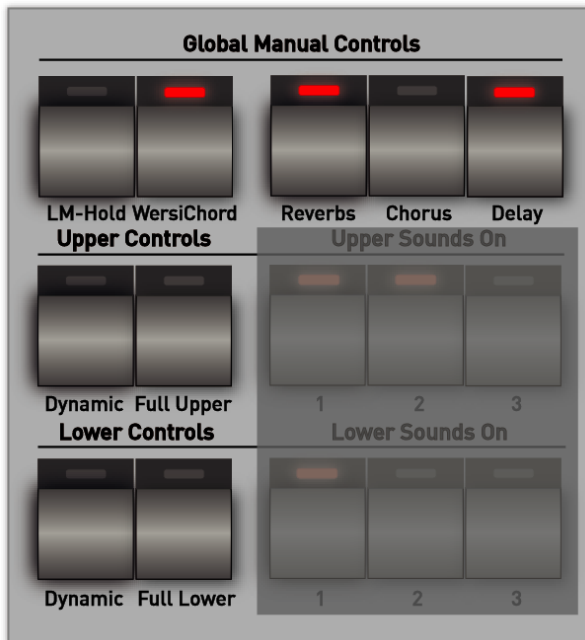 Global Manual Controls
LM-Hold WersiChord Reverbs Chorus Delay
Upper Controls Upper Sounds On
Dynamic Full Upper 1 2 3
Lower Controls Lower Sounds On
Dynamic Full Lower 1 2 3